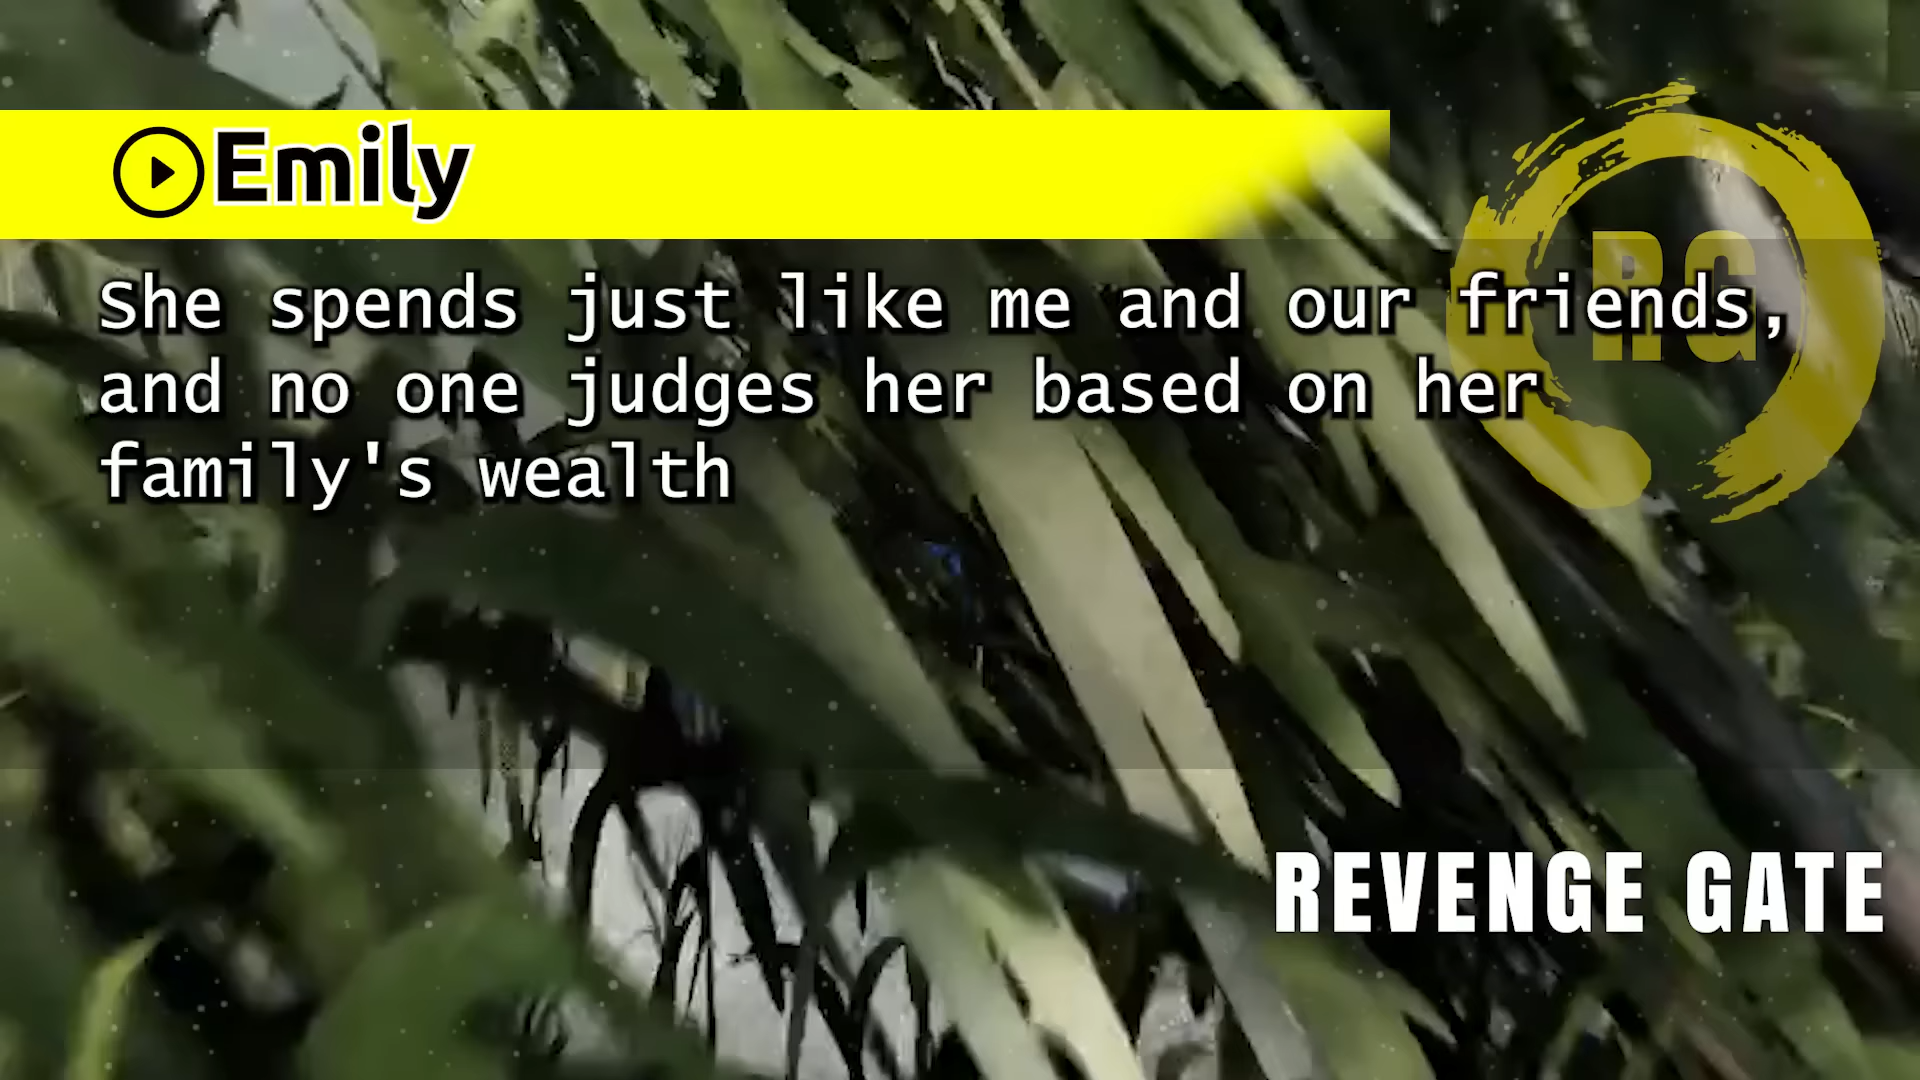 Emily
RG
She spends just like me and our friends,
and no one judges her based on her
family's wealth
REVENGE GATE